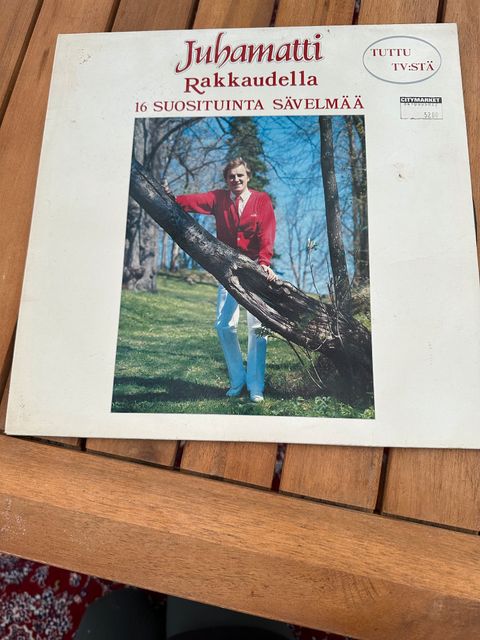 Juhamatti
Rakkaudella
16 SUOSITUINTA SÄVELMÄÄ
TUTTU
TV:STÄ
CITYMARKET